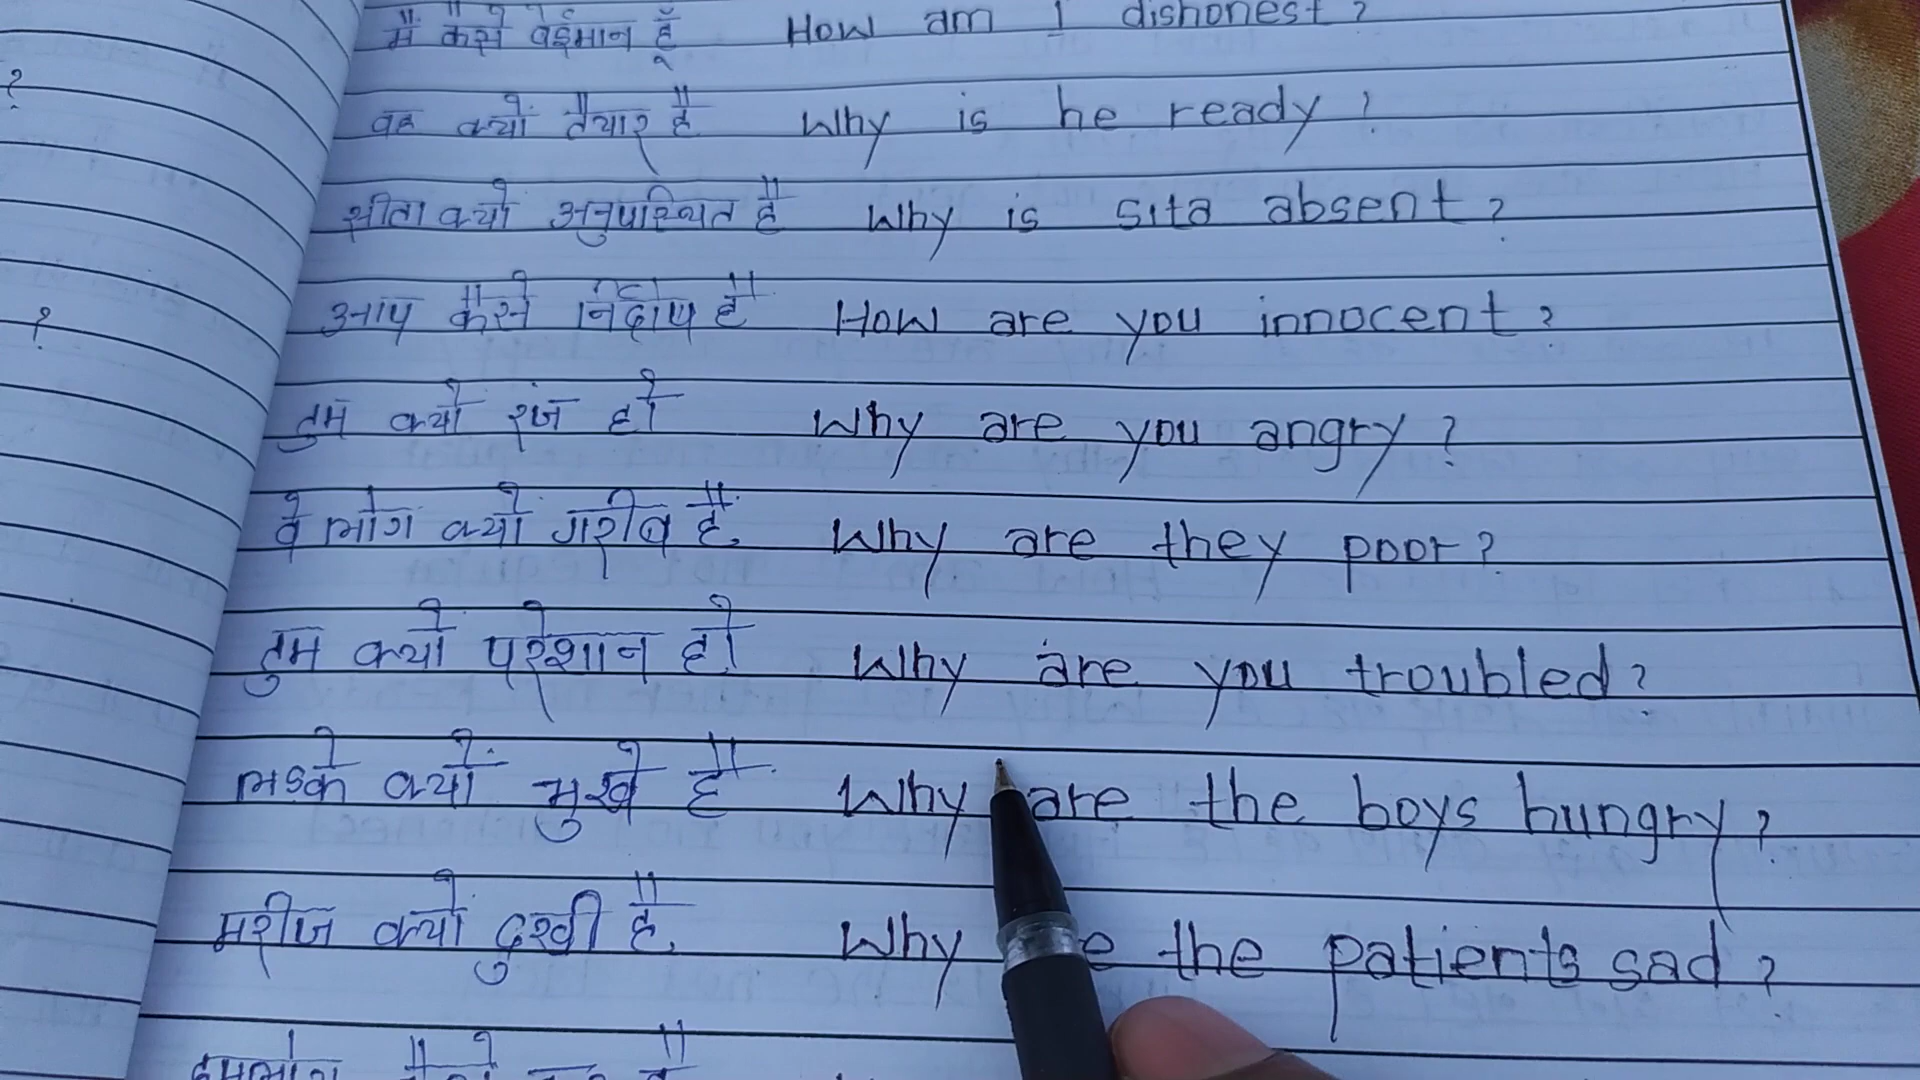 मैं कैसे बेईमान हूँ How am I dishonest?
वह क्यों तैयार है Why is he ready?
सीता क्यों अनुपस्थित है Why is sita absent?
आप कैसे निर्दोष हैं How are you innocent?
तुम क्यों रंज हो Why are you angry?
वे लोग क्यों गरीब हैं. Why are they poor?
तुम क्यों परेशान हो Why are you troubled?
लड़के क्यों भुखे हैं Why are the boys hungry?
मरीज क्यों दुखी हैं. Why the patients sad?
हमलोग